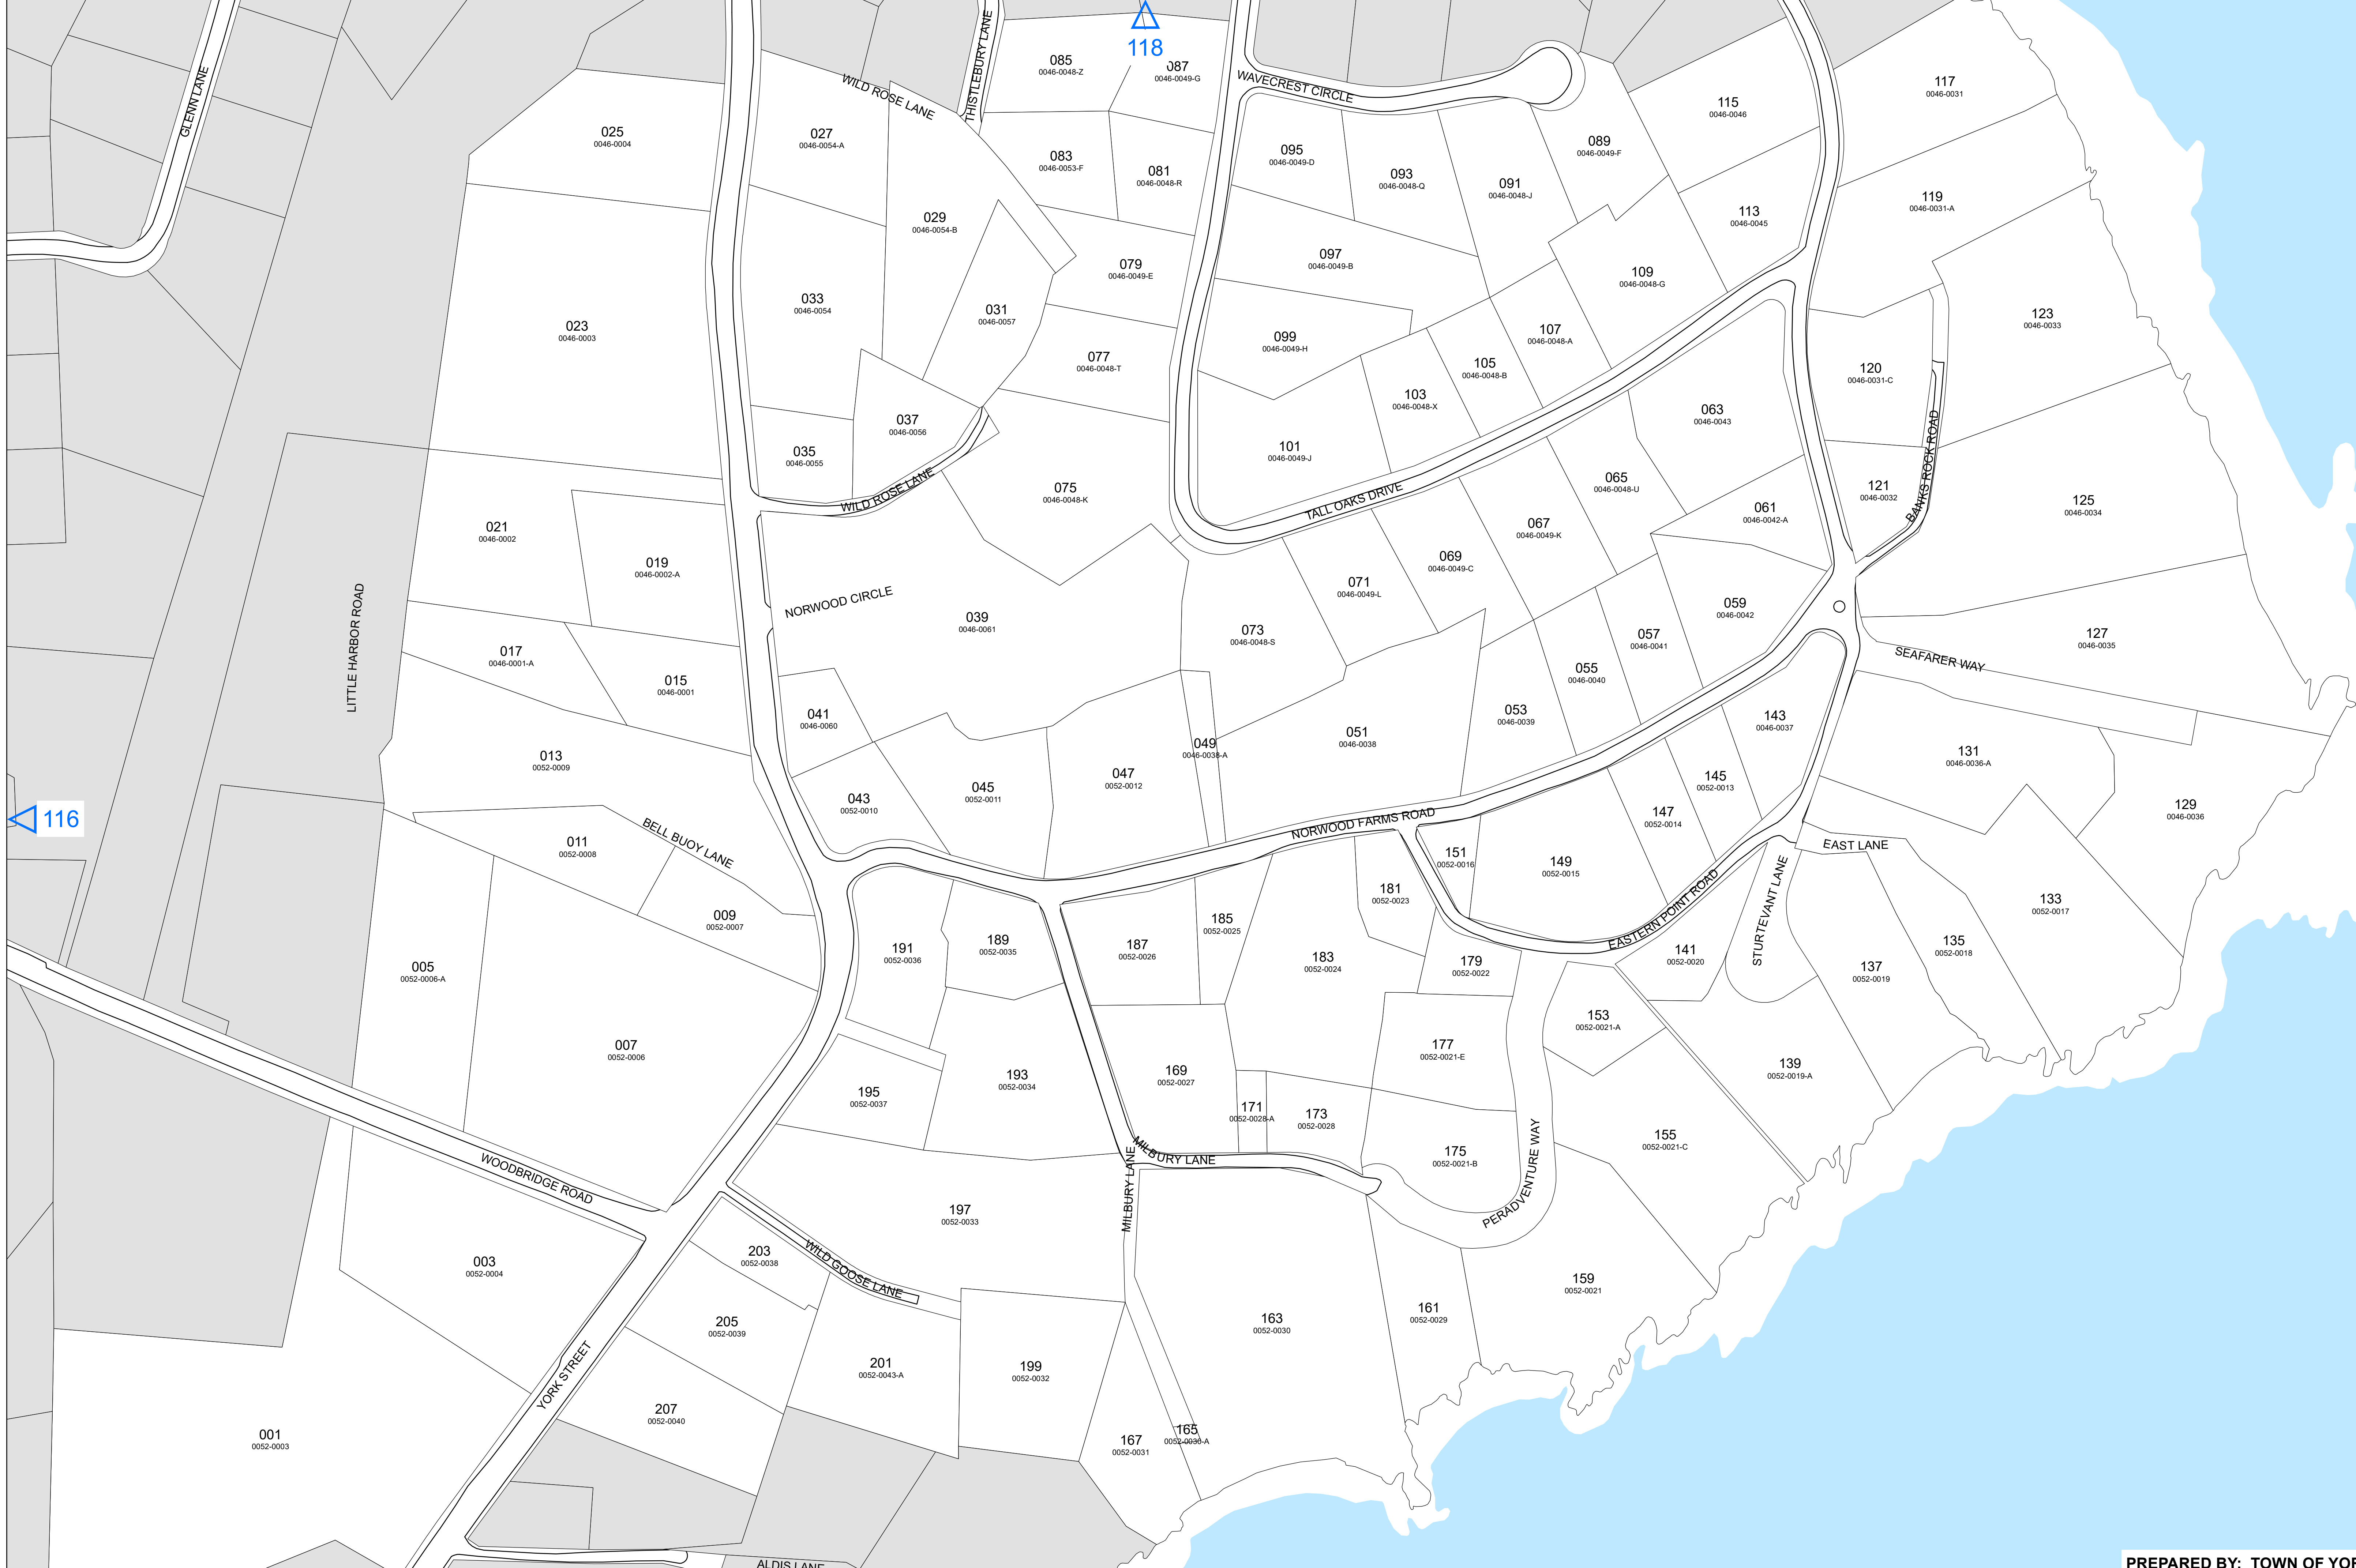 118
085
0046-0048-Z
087
0046-0049-G
THISTLEBURY LANE
GLENN LANE
WILD ROSE LANE
WAVECREST CIRCLE
117
0046-0031
115
0046-0046
025
0046-0004
027
0046-0054-A
083
0046-0053-F
081
0046-0048-R
095
0046-0049-D
093
0046-0048-Q
091
0046-0048-J
089
0046-0049-F
113
0046-0045
119
0046-0031-A
029
0046-0054-B
079
0046-0049-E
097
0046-0049-B
109
0046-0048-G
033
0046-0054
031
0046-0057
023
0046-0003
123
0046-0033
099
0046-0049-H
107
0046-0048-A
077
0046-0048-T
105
0046-0048-B
120
0046-0031-C
103
0046-0048-X
063
0046-0043
037
0046-0056
035
0046-0055
101
0046-0049-J
075
0046-0048-K
WILD ROSE LANE
TALL OAKS DRIVE
065
0046-0048-U
121
0046-0032
BANKS ROCK ROAD
125
0046-0034
061
0046-0042-A
021
0046-0002
019
0046-0002-A
067
0046-0049-K
069
0046-0049-C
071
0046-0049-L
NORWOOD CIRCLE
039
0046-0061
073
0046-0048-S
059
0046-0042
057
0046-0041
127
0046-0035
SEAFARER WAY
LITTLE HARBOR ROAD
017
0046-0001-A
015
0046-0001
055
0046-0040
053
0046-0039
041
0046-0060
143
0046-0037
049
0046-0038-A
051
0046-0038
131
0046-0036-A
013
0052-0009
047
0052-0012
045
0052-0011
043
0052-0010
145
0052-0013
129
0046-0036
116
147
0052-0014
NORWOOD FARMS ROAD
BELL BUOY LANE
011
0052-0008
EAST LANE
151
0052-0016
149
0052-0015
181
0052-0023
EASTERN POINT ROAD
STURTEVANT LANE
133
0052-0017
009
0052-0007
185
0052-0025
187
0052-0026
189
0052-0035
191
0052-0036
183
0052-0024
179
0052-0022
141
0052-0020
135
0052-0018
137
0052-0019
005
0052-0006-A
153
0052-0021-A
007
0052-0006
177
0052-0021-E
139
0052-0019-A
193
0052-0034
169
0052-0027
195
0052-0037
171
0052-0028-A
173
0052-0028
155
0052-0021-C
175
0052-0021-B
MILBURY LANE
MILBURY LANE
PERADVENTURE WAY
WOODBRIDGE ROAD
197
0052-0033
203
0052-0038
WILD GOOSE LANE
003
0052-0004
159
0052-0021
161
0052-0029
163
0052-0030
205
0052-0039
201
0052-0043-A
199
0052-0032
YORK STREET
207
0052-0040
001
0052-0003
167
0052-0031
165
0052-0030-A
ALDIS LANE
PREPARED BY: TOWN OF YOR